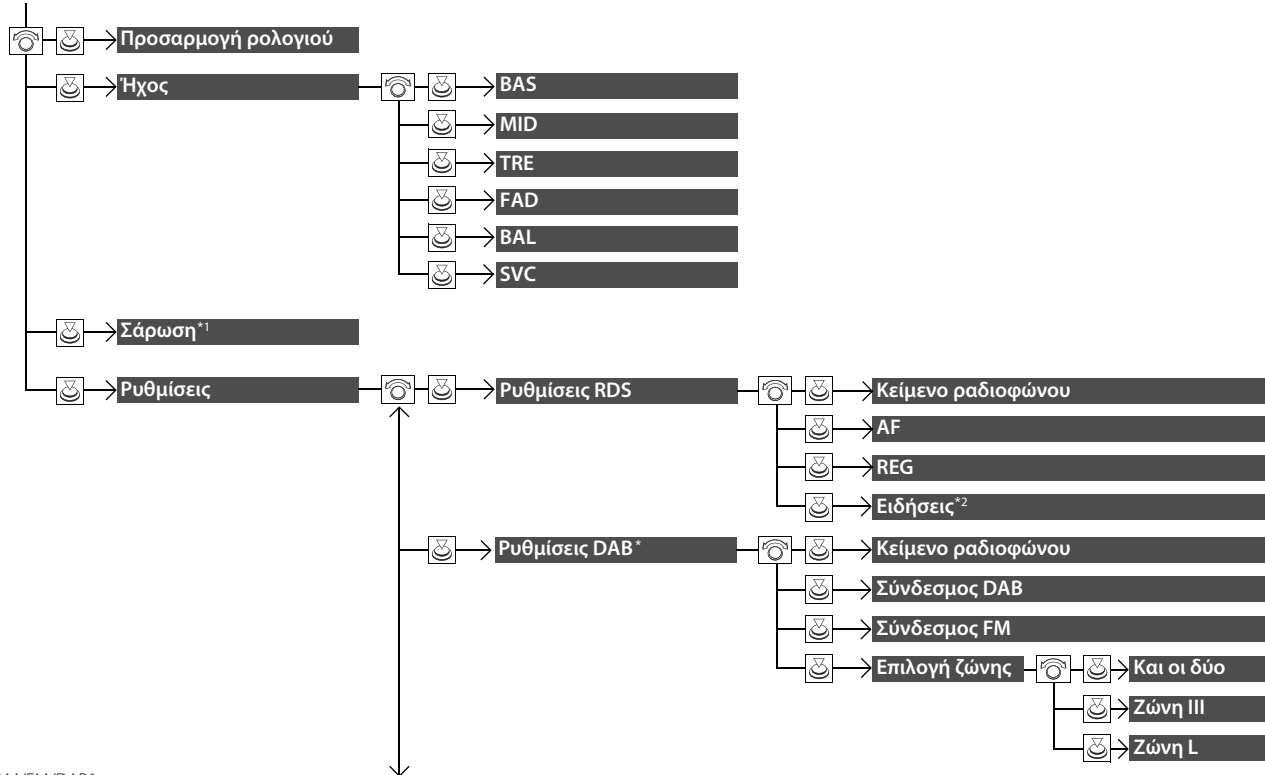 Προσαρμογή ρολογιού
Ήχος
BAS
MID
TRE
FAD
BAL
SVC
Σάρωση*1
Ρυθμίσεις
Ρυθμίσεις RDS
Κείμενο ραδιοφώνου
AF
REG
Ειδήσεις*2
Ρυθμίσεις DAB*
Κείμενο ραδιοφώνου
Σύνδεσμος DAB
Σύνδεσμος FM
Επιλογή ζώνης
Και οι δύο
Ζώνη III
Ζώνη L